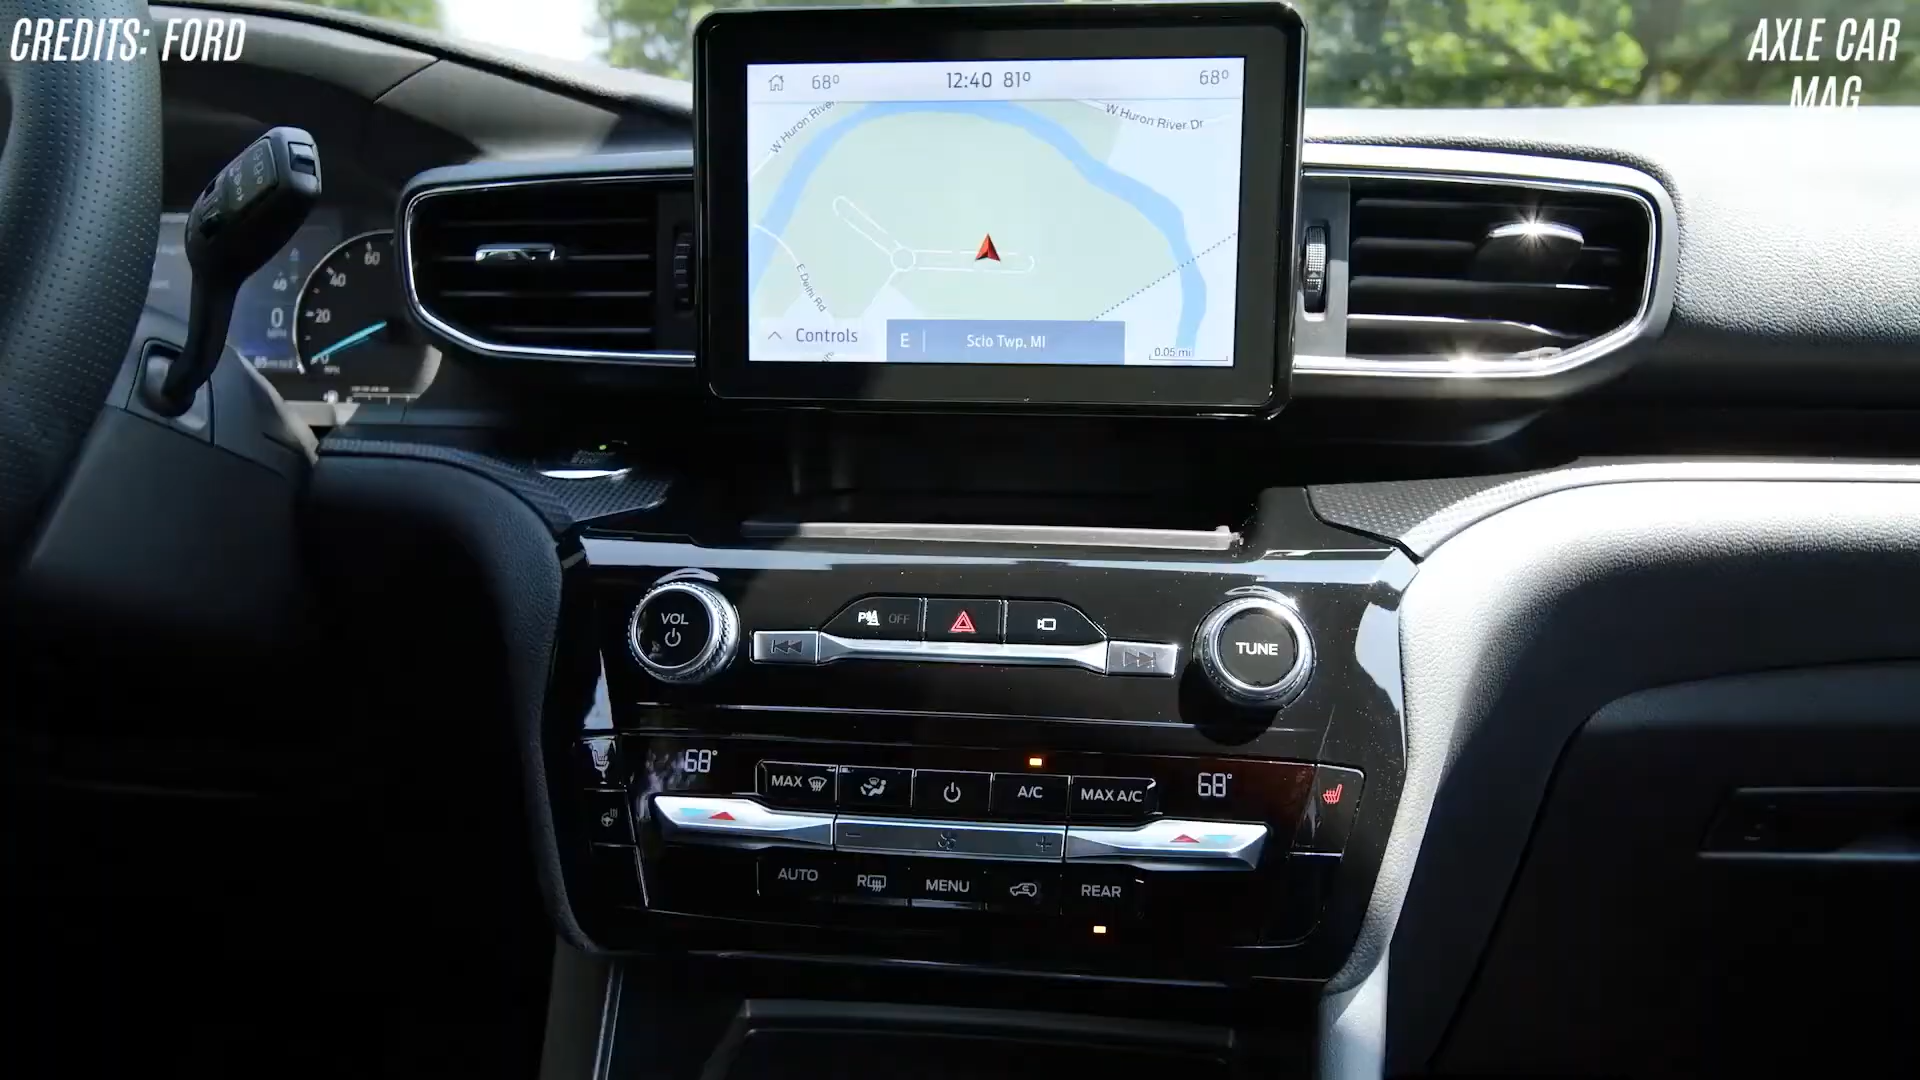 CREDITS: FORD
AXLE CAR
MAG
68°
12:40 81°
68°
W Huron River
W Huron River Dr
E Delhi Rd
Controls
E
Scio Twp, MI
0.05 mi
60
40
20
0
0
MPH
VOL
OFF
TUNE
68°
MAX
A/C
MAX A/C
68°
AUTO
R
MENU
REAR